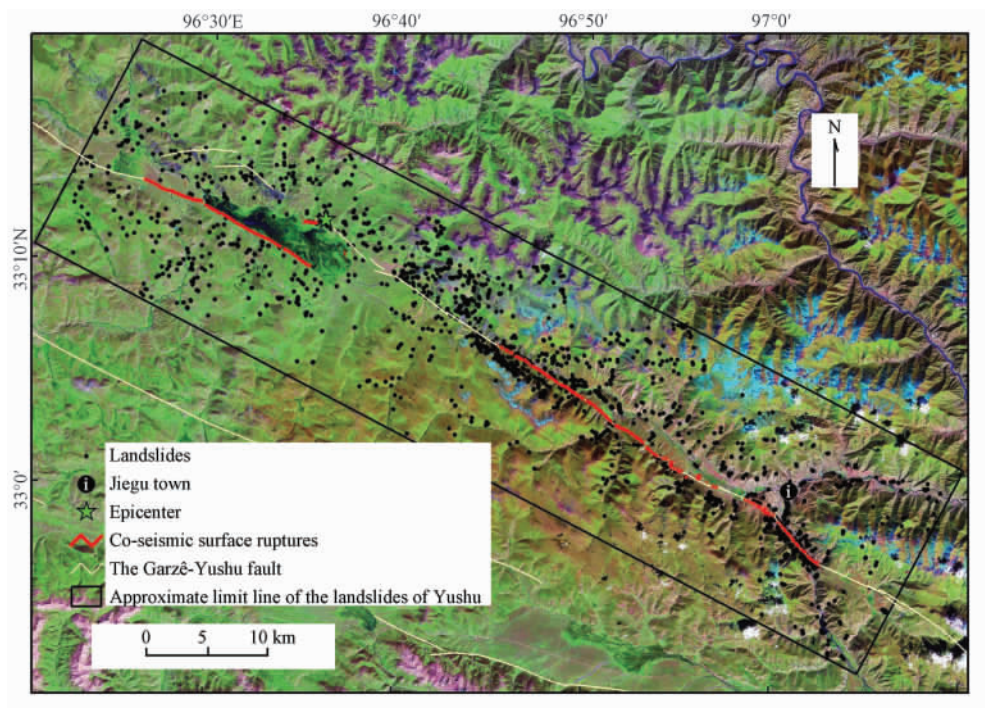 96°30′E 96°40′ 96°50′ 97°0′
N
33°10′N
33°0′
Landslides
i Jiegu town
i
Epicenter
Co-seismic surface ruptures
The Garzê-Yushu fault
Approximate limit line of the landslides of Yushu
0 5 10 km